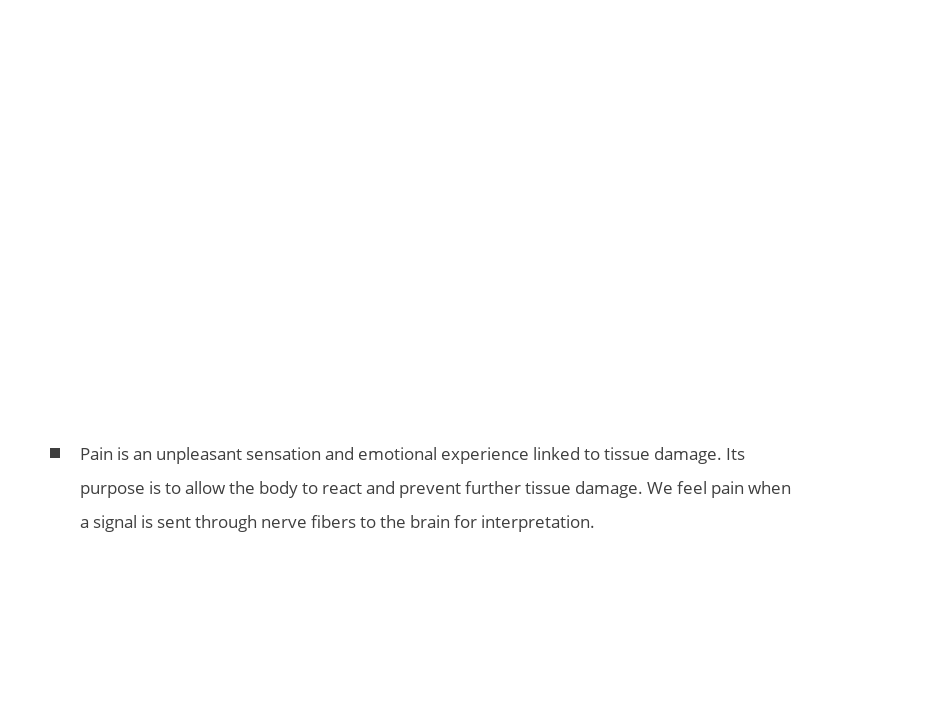 Pain is an unpleasant sensation and emotional experience linked to tissue damage. Its
purpose is to allow the body to react and prevent further tissue damage. We feel pain when
a signal is sent through nerve fibers to the brain for interpretation.